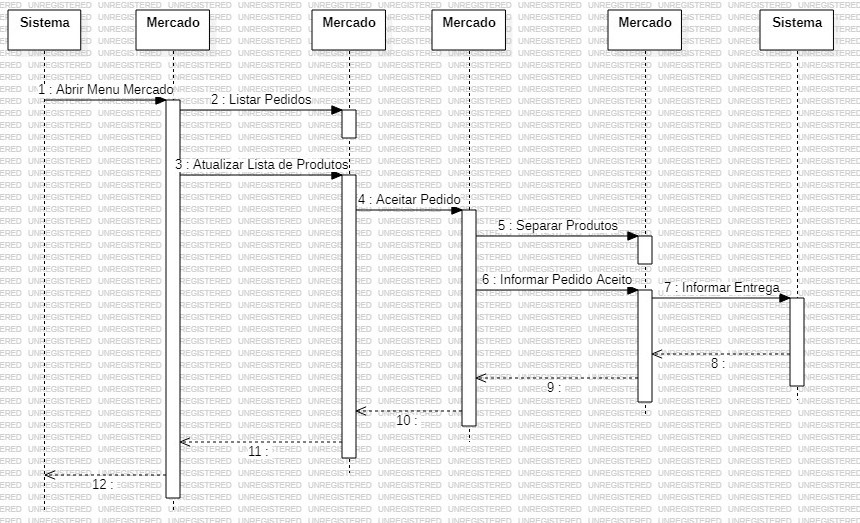 Sistema
Mercado
Mercado
Mercado
Mercado
Sistema
1 : Abrir Menu Mercado
2 : Listar Pedidos
3 : Atualizar Lista de Produtos
4 : Aceitar Pedido
5 : Separar Produtos
6 : Informar Pedido Aceito
7 : Informar Entrega
8 :
9 :
10 :
11 :
12 :
UNREGISTERED